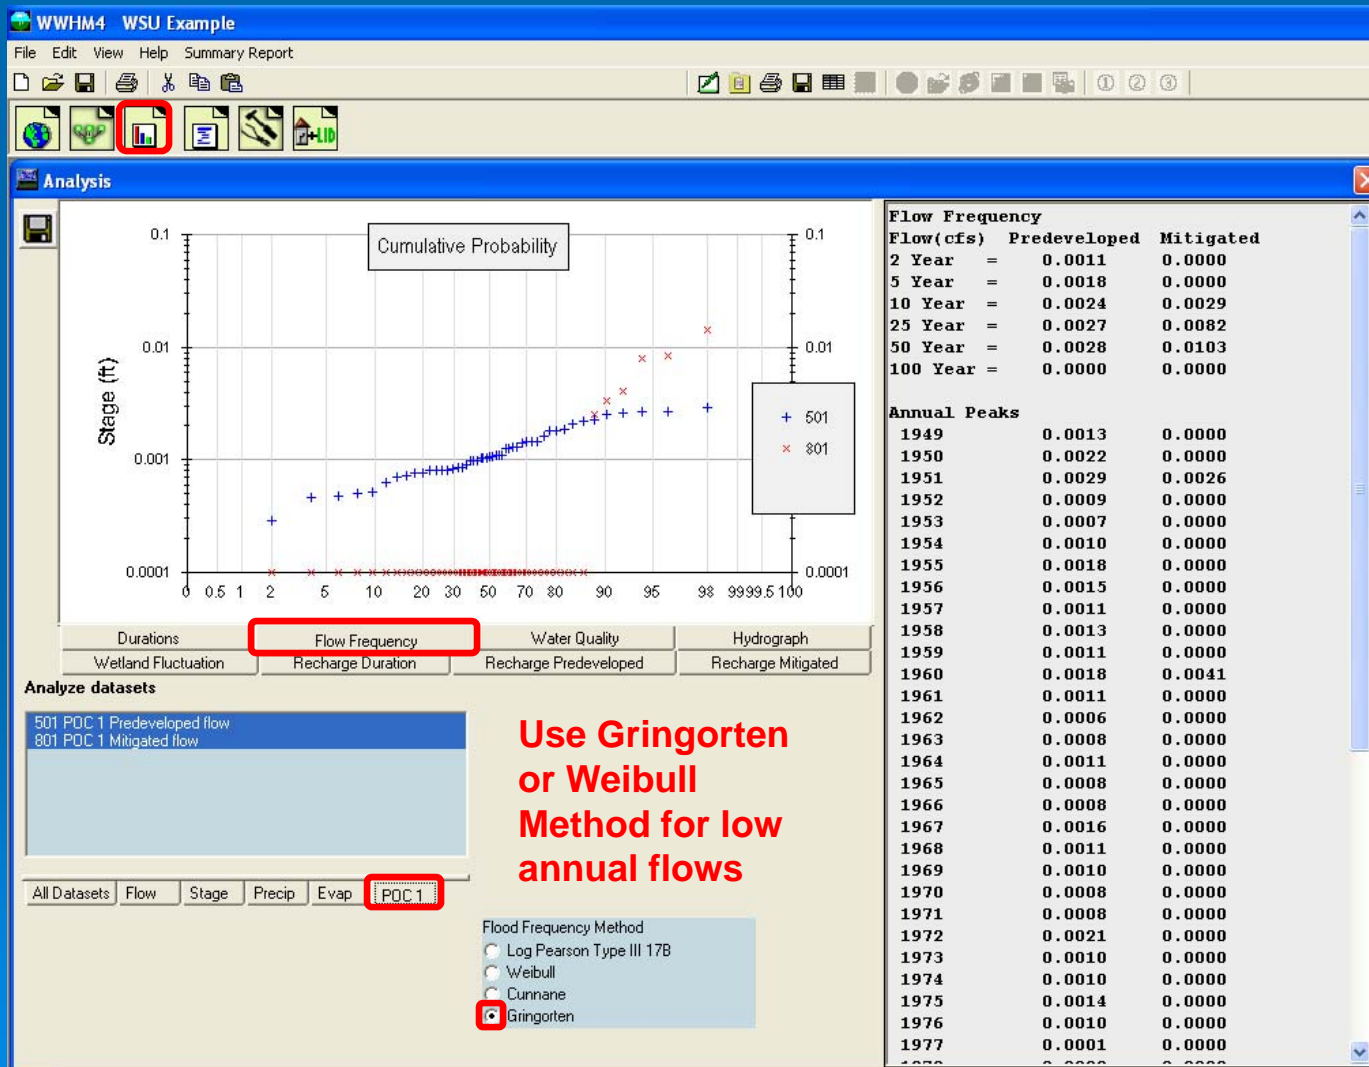 WWHM4 WSU Example
File Edit View Help Summary Report
① ② ③
+LID
Analysis
Cumulative Probability
0.1
0.01
0.001
0.0001
Stage (ft)
0.1
0.01
0.0001
+ 501
× 801
0 0.5 1 2 5 10 20 30 50 70 80 90 95 98 99 99.5 100
Durations Flow Frequency Water Quality Hydrograph
Wetland Fluctuation Recharge Duration Recharge Predeveloped Recharge Mitigated
Analyze datasets
501 POC 1 Predeveloped flow
801 POC 1 Mitigated flow
All Datasets Flow Stage Precip Evap POC 1
Use Gringorten
or Weibull
Method for low
annual flows
Flood Frequency Method
Log Pearson Type III 17B
Weibull
Cunnane
Gringorten
Flow Frequency
Flow(cfs) Predeveloped Mitigated
2 Year = 0.0011 0.0000
5 Year = 0.0018 0.0000
10 Year = 0.0024 0.0029
25 Year = 0.0027 0.0082
50 Year = 0.0028 0.0103
100 Year = 0.0000 0.0000
Annual Peaks
1949 0.0013 0.0000
1950 0.0022 0.0000
1951 0.0029 0.0026
1952 0.0009 0.0000
1953 0.0007 0.0000
1954 0.0010 0.0000
1955 0.0018 0.0000
1956 0.0015 0.0000
1957 0.0011 0.0000
1958 0.0013 0.0000
1959 0.0011 0.0000
1960 0.0018 0.0041
1961 0.0011 0.0000
1962 0.0006 0.0000
1963 0.0008 0.0000
1964 0.0011 0.0000
1965 0.0008 0.0000
1966 0.0008 0.0000
1967 0.0016 0.0000
1968 0.0011 0.0000
1969 0.0010 0.0000
1970 0.0008 0.0000
1971 0.0008 0.0000
1972 0.0021 0.0000
1973 0.0010 0.0000
1974 0.0010 0.0000
1975 0.0014 0.0000
1976 0.0010 0.0000
1977 0.0001 0.0000